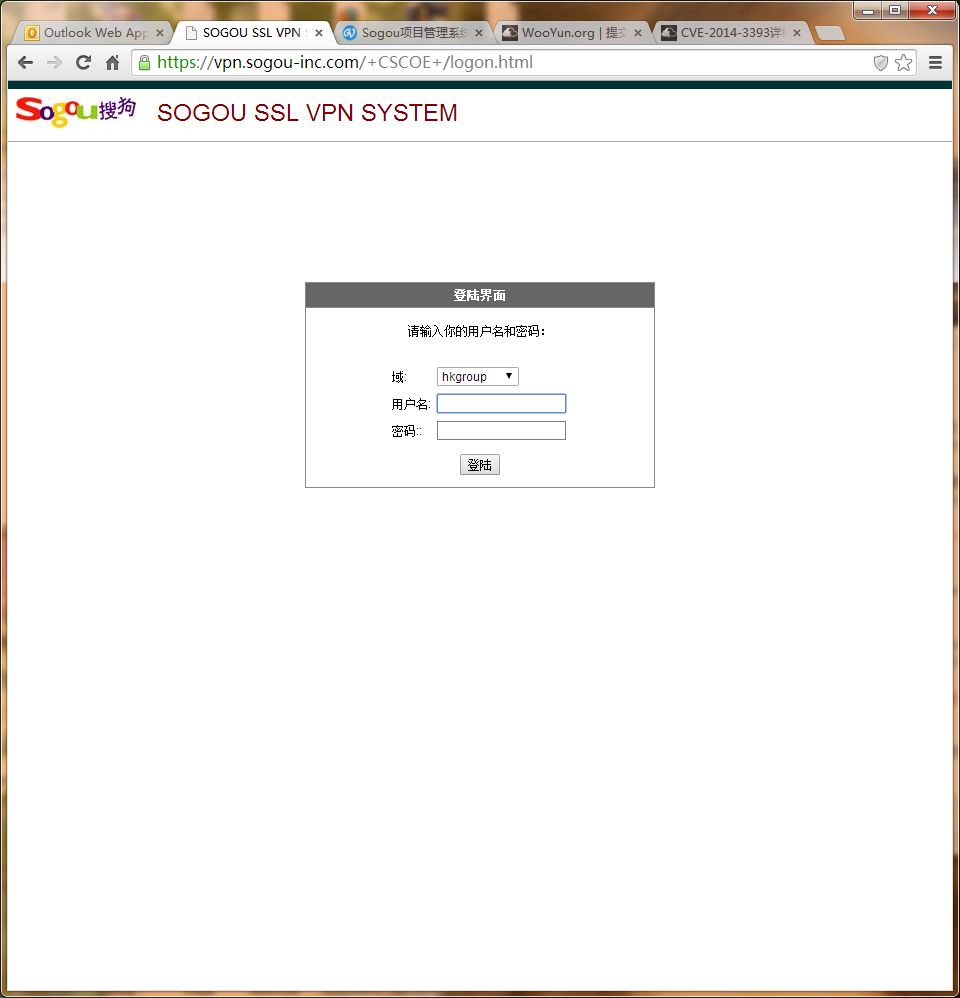 Outlook Web App
SOGOU SSL VPN
Sogou项目管理系统
WooYun.org | 提交
CVE-2014-3393详
https://vpn.sogou-inc.com/+CSCOE+/logon.html
Sogou搜狗
SOGOU SSL VPN SYSTEM
登陆界面
请输入你的用户名和密码：
域:
hkgroup
用户名:
密码::
登陆